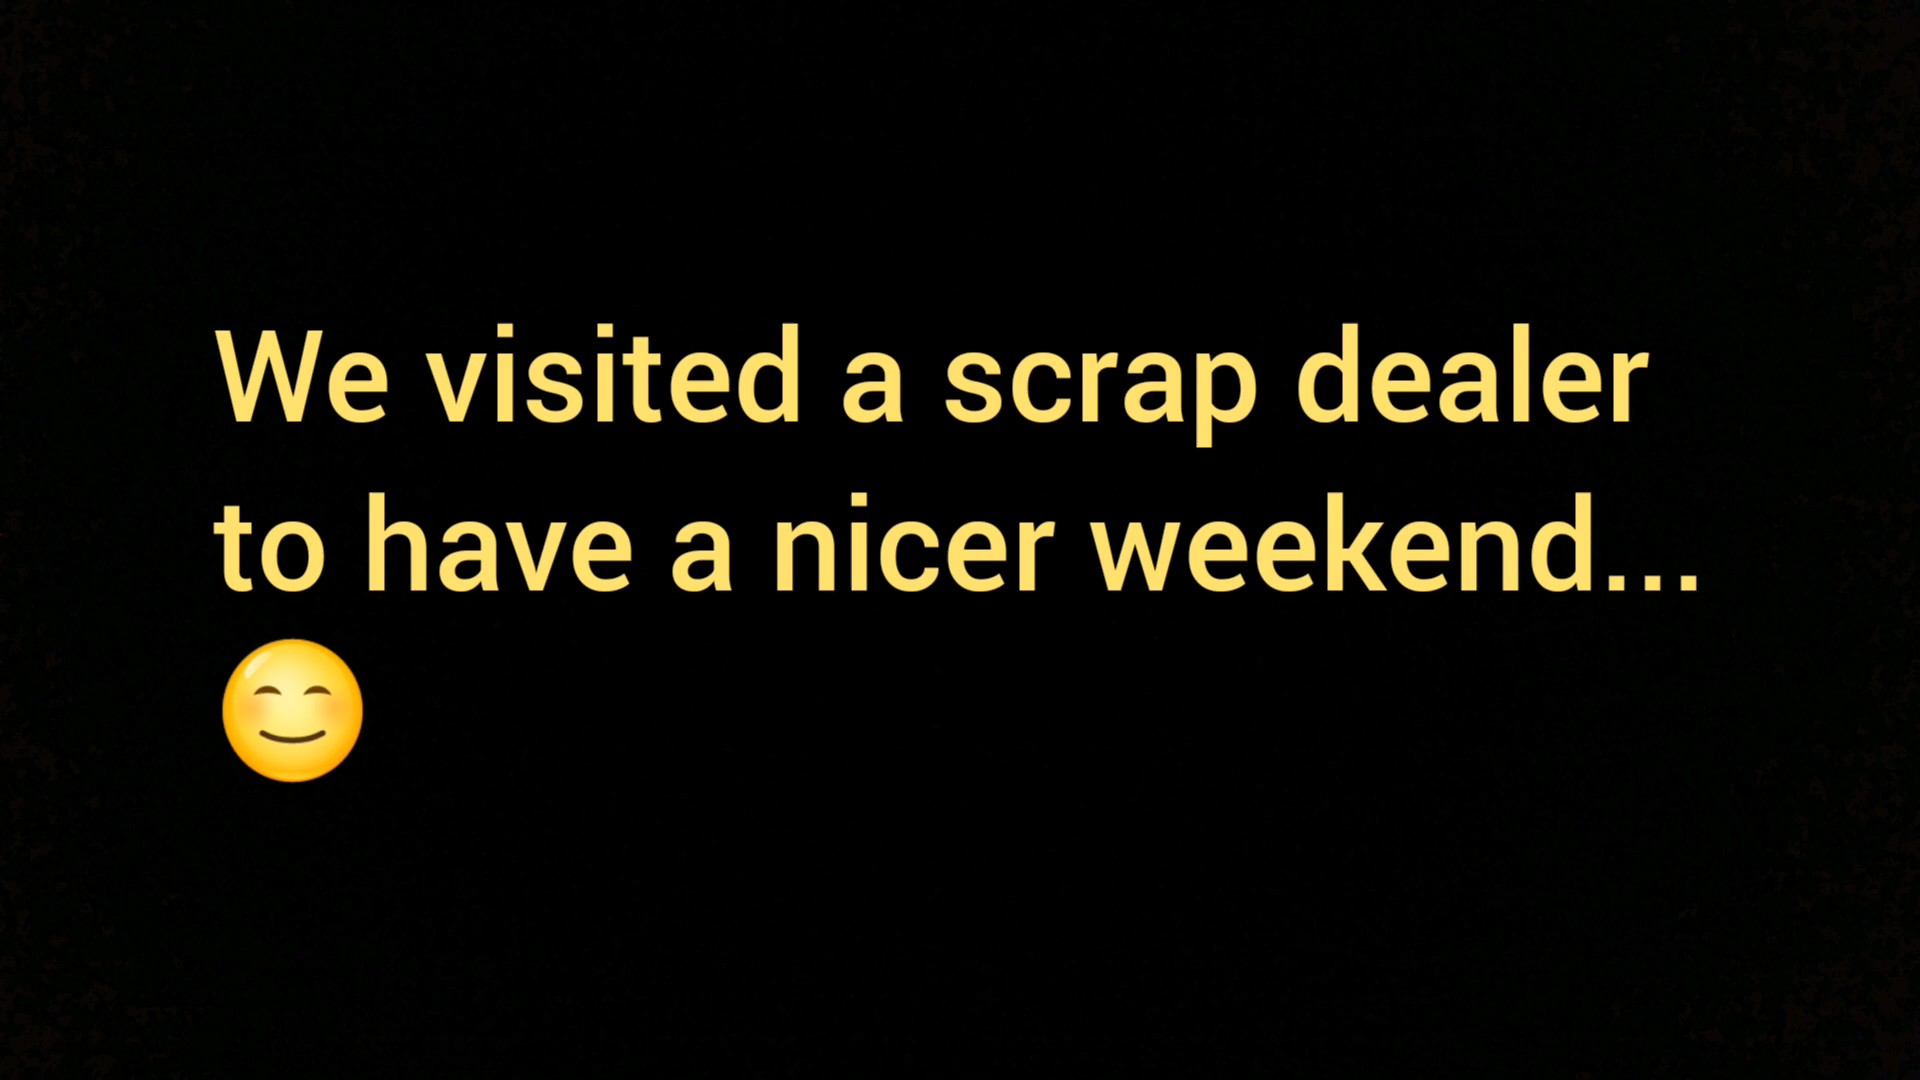 We visited a scrap dealer
to have a nicer weekend...
😊